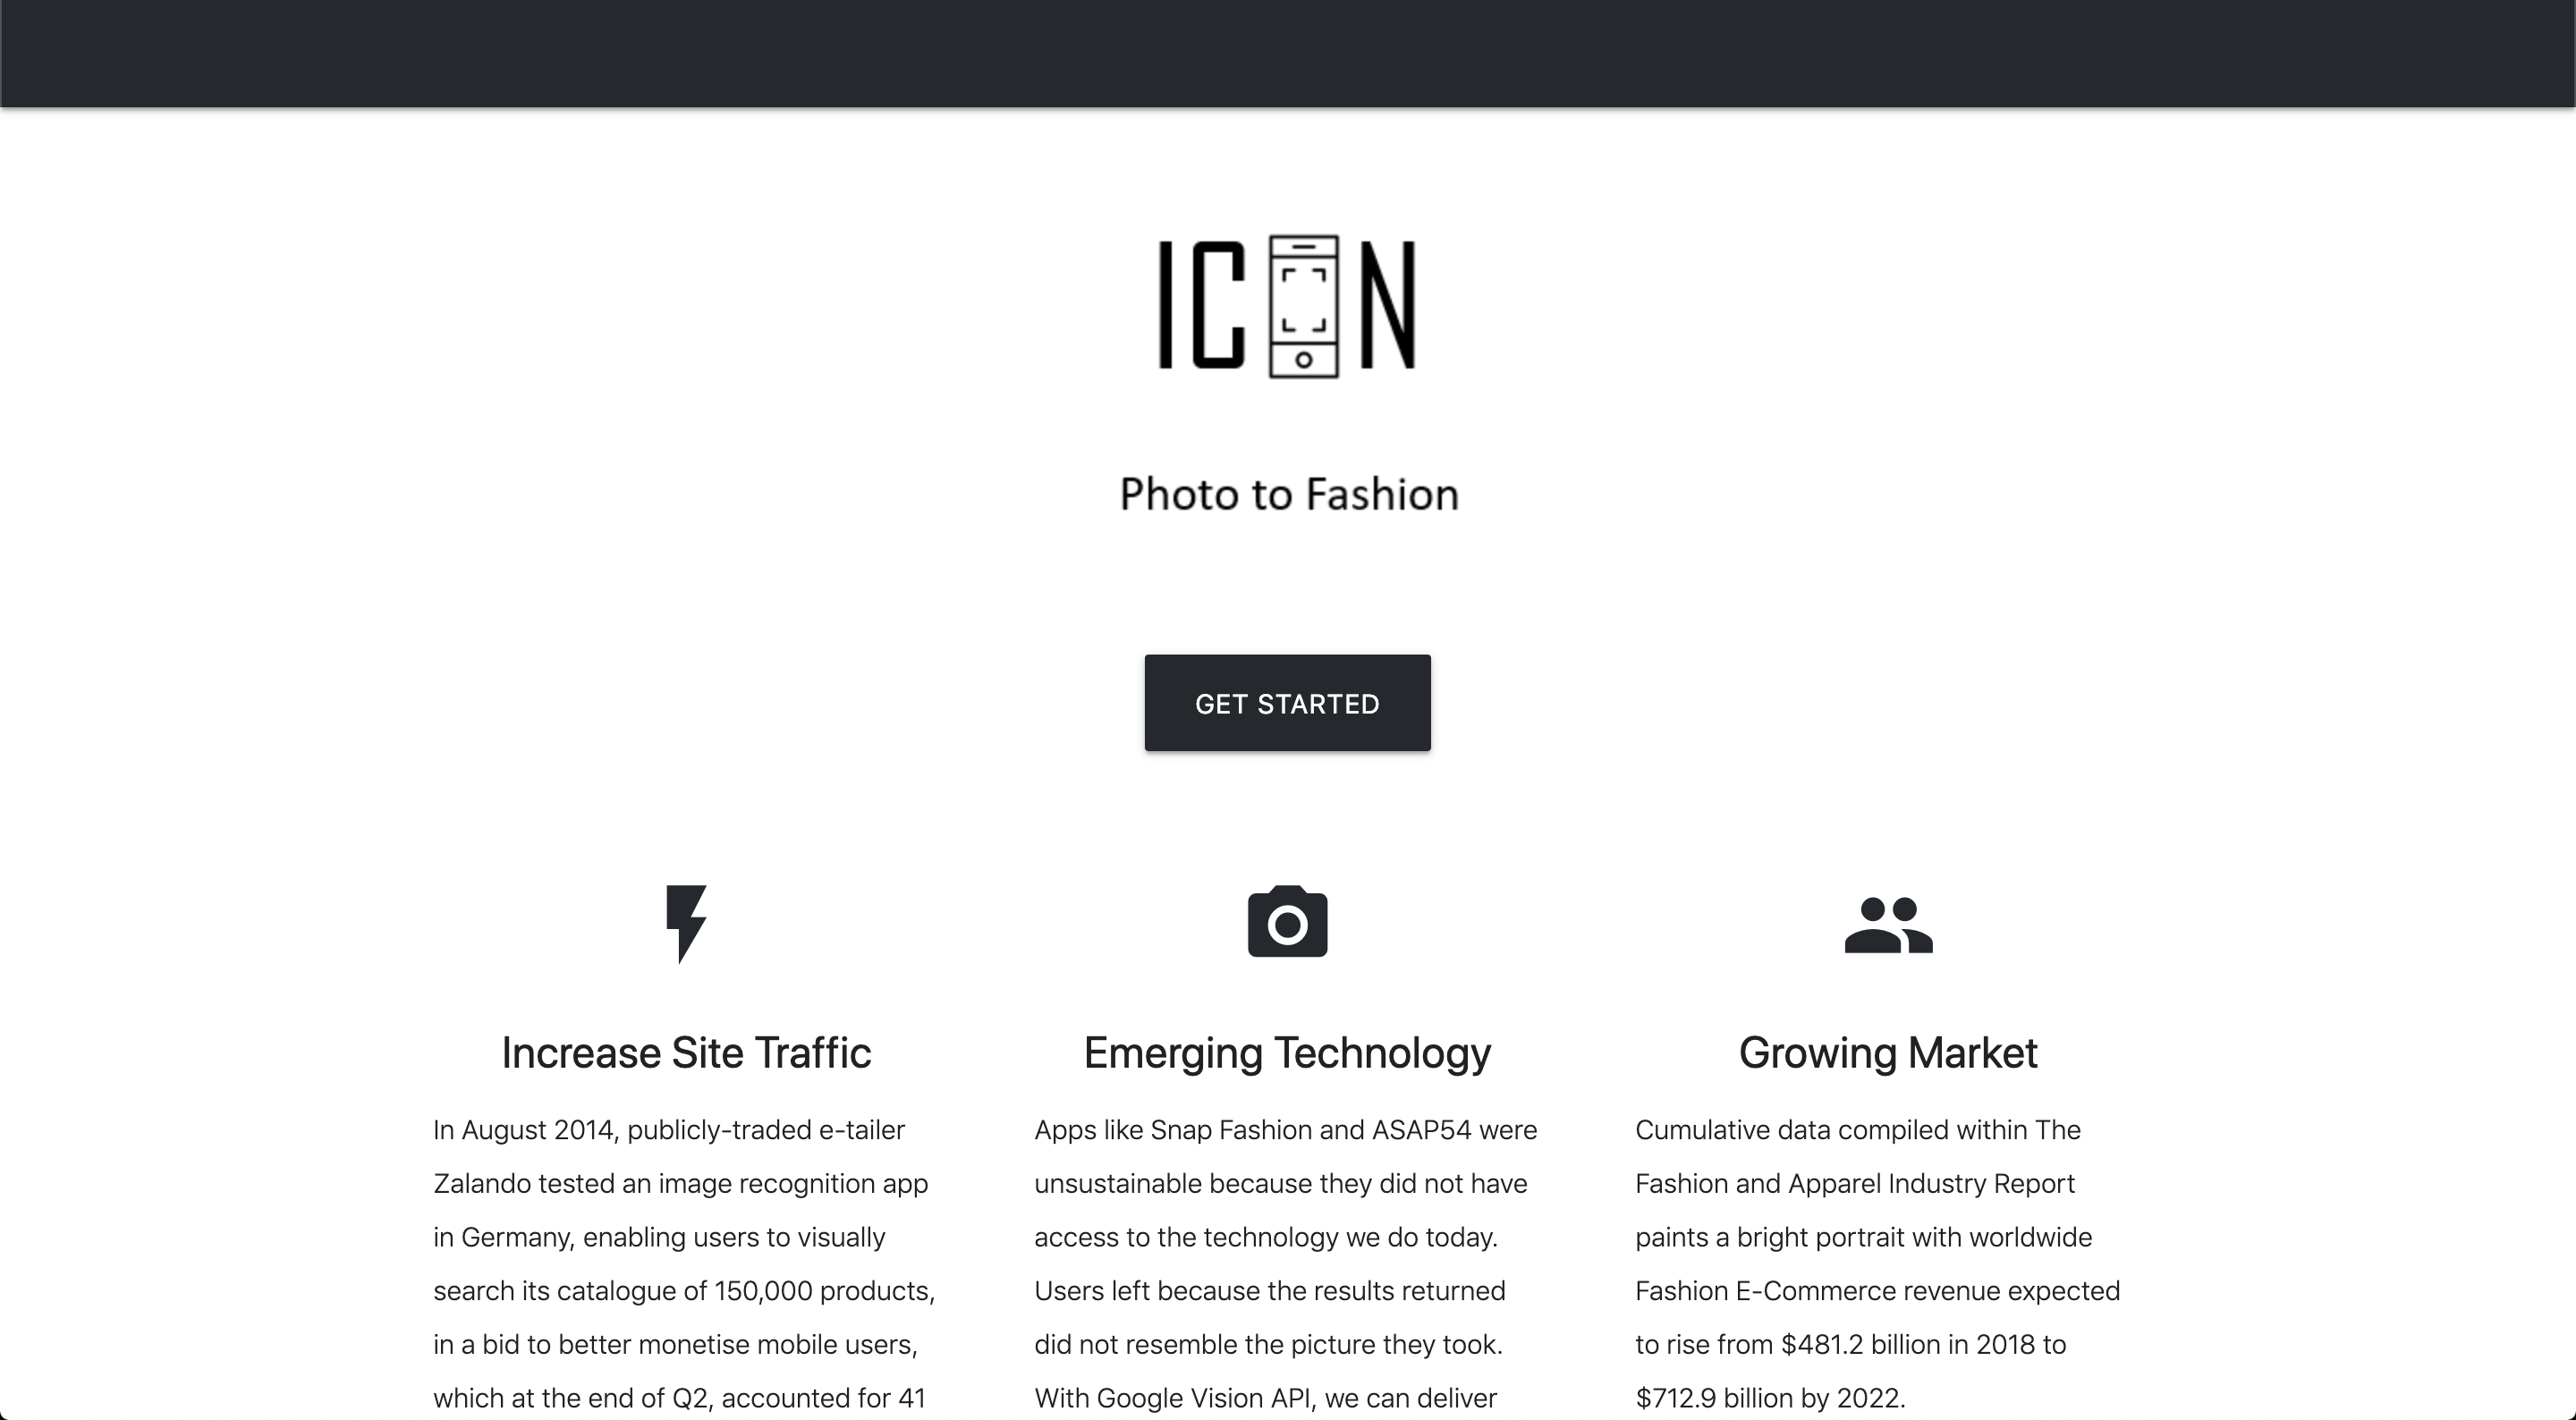 ICON
Photo to Fashion
GET STARTED
Increase Site Traffic
In August 2014, publicly-traded e-tailer
Zalando tested an image recognition app
in Germany, enabling users to visually
search its catalogue of 150,000 products,
in a bid to better monetise mobile users,
which at the end of Q2, accounted for 41
Emerging Technology
Apps like Snap Fashion and ASAP54 were
unsustainable because they did not have
access to the technology we do today.
Users left because the results returned
did not resemble the picture they took.
With Google Vision API, we can deliver
Growing Market
Cumulative data compiled within The
Fashion and Apparel Industry Report
paints a bright portrait with worldwide
Fashion E-Commerce revenue expected
to rise from $481.2 billion in 2018 to
$712.9 billion by 2022.